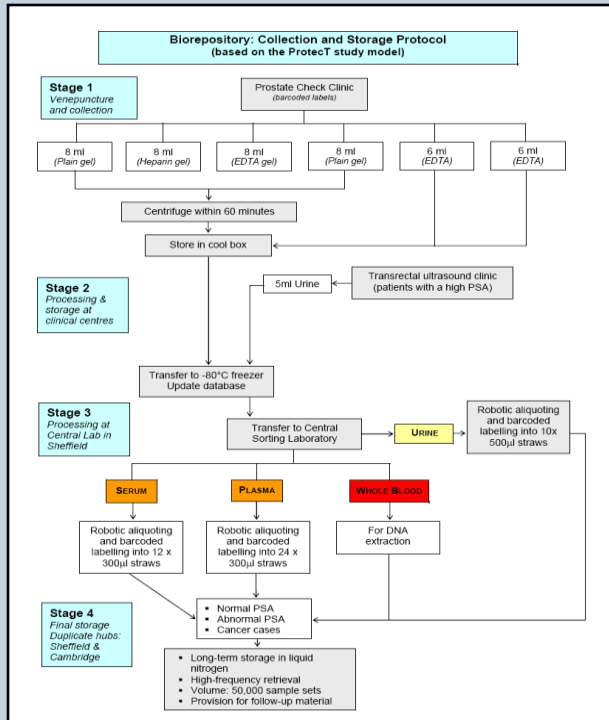 Biorepository: Collection and Storage Protocol
(based on the ProtecT study model)
Stage 1
Venepuncture
and collection
Prostate Check Clinic
(barcoded labels)
8 ml
(Plain gel)
8 ml
(Heparin gel)
8 ml
(EDTA gel)
8 ml
(Plain gel)
6 ml
(EDTA)
6 ml
(EDTA)
Centrifuge within 60 minutes
Store in cool box
Stage 2
Processing &
storage at
clinical centres
5ml Urine
Transrectal ultrasound clinic
(patients with a high PSA)
Transfer to -80°C freezer
Update database
Stage 3
Processing at
Central Lab in
Sheffield
Transfer to Central
Sorting Laboratory
URINE
Robotic aliquoting
and barcoded
labelling into 10x
500µl straws
SERUM
PLASMA
WHOLE BLOOD
Robotic aliquoting
and barcoded
labelling into 12 x
300µl straws
Robotic aliquoting
and barcoded
labelling into 24 x
300µl straws
For DNA
extraction
Stage 4
Final storage
Duplicate hubs:
Sheffield &
Cambridge
▪ Normal PSA
▪ Abnormal PSA
▪ Cancer cases
• Long-term storage in liquid
nitrogen
• High-frequency retrieval
• Volume: 50,000 sample sets
• Provision for follow-up material